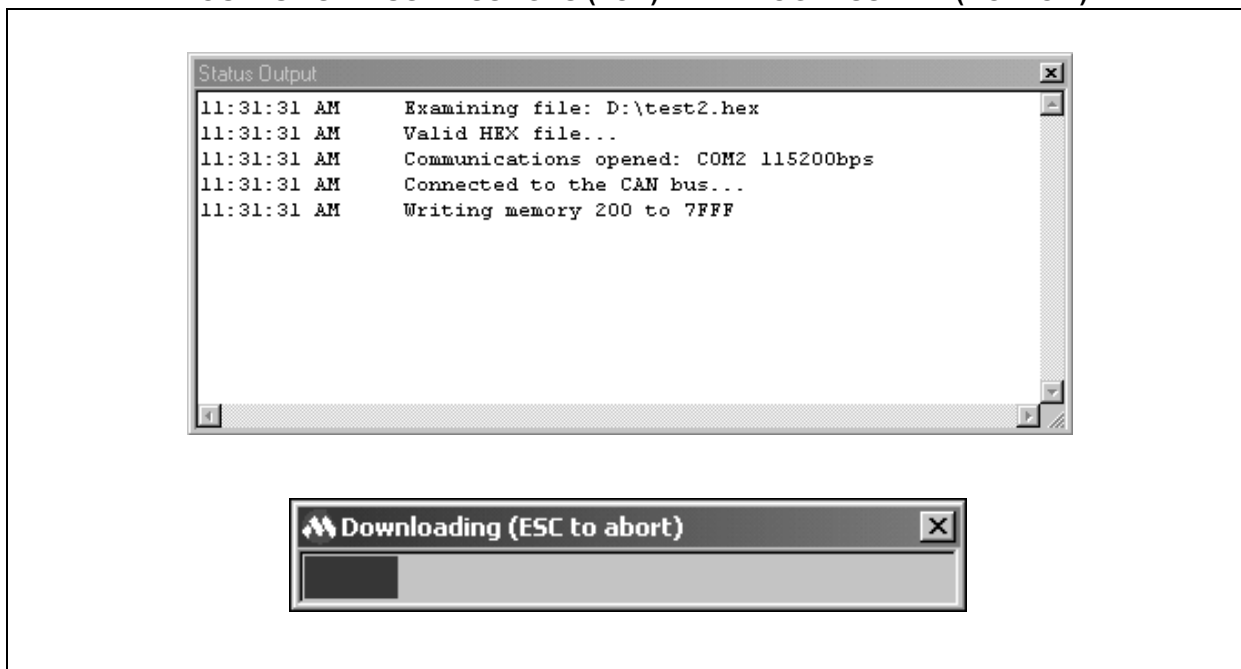 Status Output
11:31:31 AM Examining file: D:\test2.hex
11:31:31 AM Valid HEX file...
11:31:31 AM Communications opened: COM2 115200bps
11:31:31 AM Connected to the CAN bus...
11:31:31 AM Writing memory 200 to 7FFF
Downloading (ESC to abort)